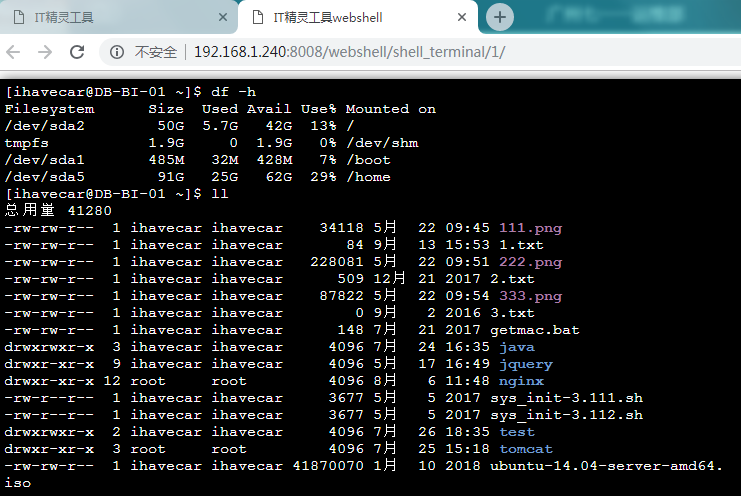 IT精灵工具
IT精灵工具webshell
不安全 192.168.1.240:8008/webshell/shell_terminal/1/
[ihavecar@DB-BI-01 ~]$ df -h
Filesystem Size Used Avail Use% Mounted on
/dev/sda2 50G 5.7G 42G 13% /
tmpfs 1.9G 0 1.9G 0% /dev/shm
/dev/sda1 485M 32M 428M 7% /boot
/dev/sda5 91G 25G 62G 29% /home
[ihavecar@DB-BI-01 ~]$ ll
总用量 41280
-rw-rw-r-- 1 ihavecar ihavecar 34118 5月 22 09:45 111.png
-rw-rw-r-- 1 ihavecar ihavecar 84 9月 13 15:53 1.txt
-rw-rw-r-- 1 ihavecar ihavecar 228081 5月 22 09:51 222.png
-rw-rw-r-- 1 ihavecar ihavecar 509 12月 21 2017 2.txt
-rw-rw-r-- 1 ihavecar ihavecar 87822 5月 22 09:54 333.png
-rw-rw-r-- 1 ihavecar ihavecar 0 9月 2 2016 3.txt
-rw-rw-r-- 1 ihavecar ihavecar 148 7月 21 2017 getmac.bat
drwxrwxr-x 3 ihavecar ihavecar 4096 7月 24 16:35 java
drwxrwxr-x 9 ihavecar ihavecar 4096 5月 17 16:49 jquery
drwxr-xr-x 12 root root 4096 8月 6 11:48 nginx
-rw-r--r-- 1 ihavecar ihavecar 3677 5月 5 2017 sys_init-3.111.sh
-rw-rw-r-- 1 ihavecar ihavecar 3677 5月 5 2017 sys_init-3.112.sh
drwxrwxr-x 2 ihavecar ihavecar 4096 7月 26 18:35 test
drwxr-xr-x 3 root root 4096 7月 25 15:18 tomcat
-rw-rw-r-- 1 ihavecar ihavecar 41870070 1月 10 2018 ubuntu-14.04-server-amd64.
iso